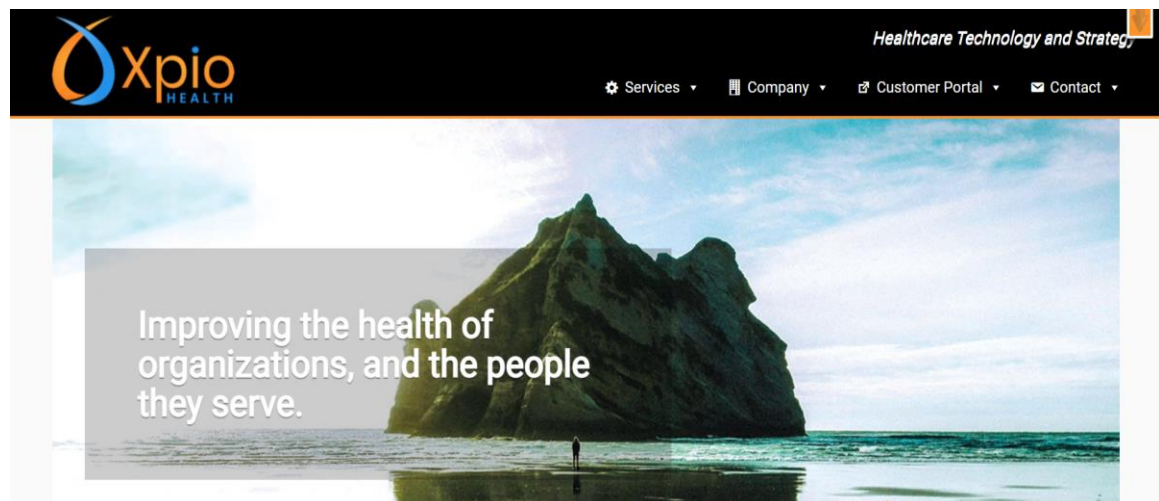 Xpio
HEALTH
Healthcare Technology and Strategy
Services
Company
Customer Portal
Contact
Improving the health of
organizations, and the people
they serve.